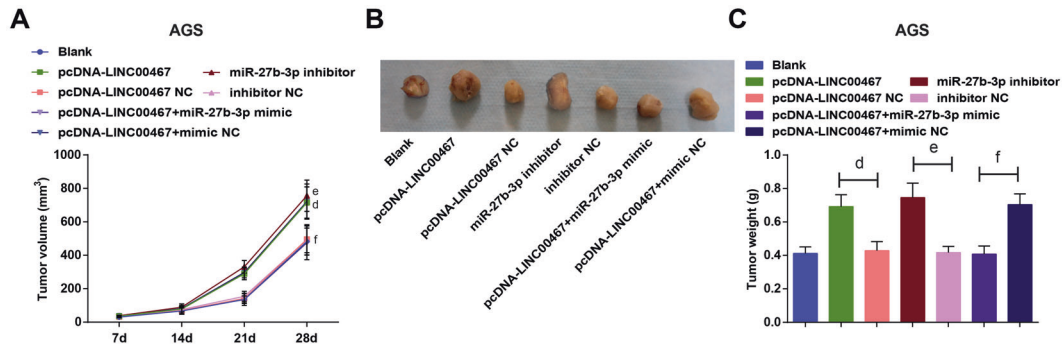 A
AGS
Blank
pcDNA-LINC00467
miR-27b-3p inhibitor
pcDNA-LINC00467 NC
inhibitor NC
pcDNA-LINC00467+miR-27b-3p mimic
pcDNA-LINC00467+mimic NC
Tumor volume (mm³)
1000
800
600
400
200
0
7d
14d
21d
28d
e
d
f
B
Blank
pcDNA-LINC00467
pcDNA-LINC00467 NC
miR-27b-3p inhibitor
inhibitor NC
pcDNA-LINC00467+miR-27b-3p mimic
pcDNA-LINC00467+mimic NC
C
AGS
Blank
pcDNA-LINC00467
miR-27b-3p inhibitor
pcDNA-LINC00467 NC
inhibitor NC
pcDNA-LINC00467+miR-27b-3p mimic
pcDNA-LINC00467+mimic NC
Tumor weight (g)
1.0
0.8
0.6
0.4
0.2
0.0
d
e
f